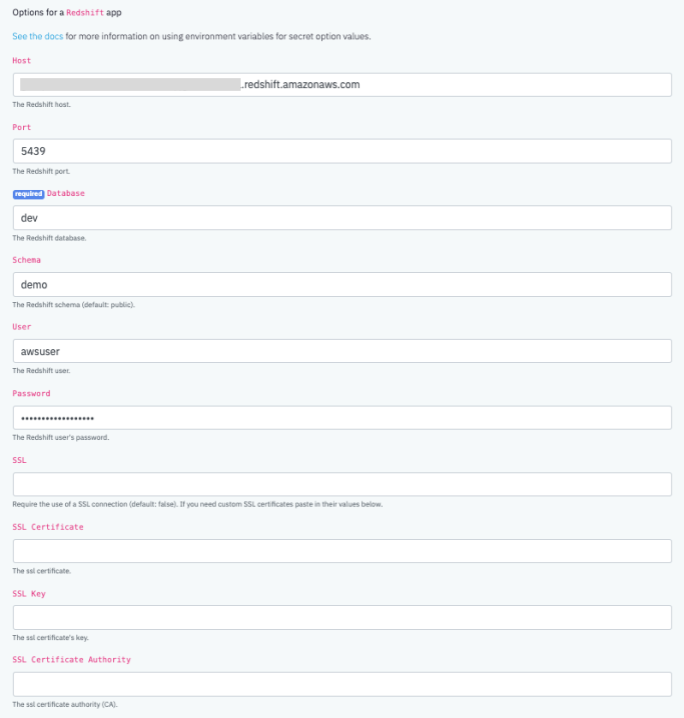 Options for a Redshift app
See the docs for more information on using environment variables for secret option values.
Host
.redshift.amazonaws.com
The Redshift host.
Port
5439
The Redshift port.
required Database
dev
The Redshift database.
Schema
demo
The Redshift schema (default: public).
User
awsuser
The Redshift user.
Password
••••••••••••••••••
The Redshift user's password.
SSL
Require the use of a SSL connection (default: false). If you need custom SSL certificates paste in their values below.
SSL Certificate
The ssl certificate.
SSL Key
The ssl certificate's key.
SSL Certificate Authority
The ssl certificate authority (CA).